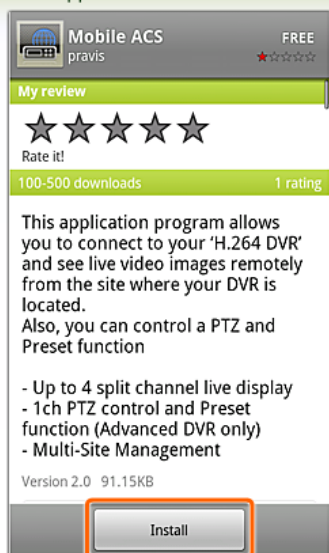 Mobile ACS
FREE
pravis
My review
Rate it!
100-500 downloads
1 rating
This application program allows
you to connect to your 'H.264 DVR'
and see live video images remotely
from the site where your DVR is
located.
Also, you can control a PTZ and
Preset function
- Up to 4 split channel live display
- 1ch PTZ control and Preset
function (Advanced DVR only)
- Multi-Site Management
Version 2.0 91.15KB
Install